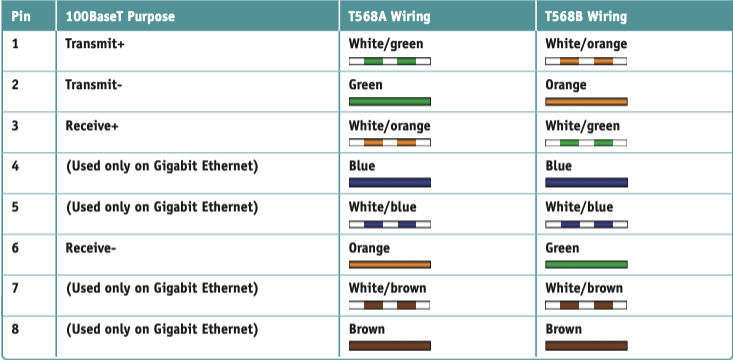 Pin 100BaseT Purpose T568A Wiring T568B Wiring
1 Transmit+ White/green White/orange
2 Transmit- Green Orange
3 Receive+ White/orange White/green
4 (Used only on Gigabit Ethernet) Blue Blue
5 (Used only on Gigabit Ethernet) White/blue White/blue
6 Receive- Orange Green
7 (Used only on Gigabit Ethernet) White/brown White/brown
8 (Used only on Gigabit Ethernet) Brown Brown